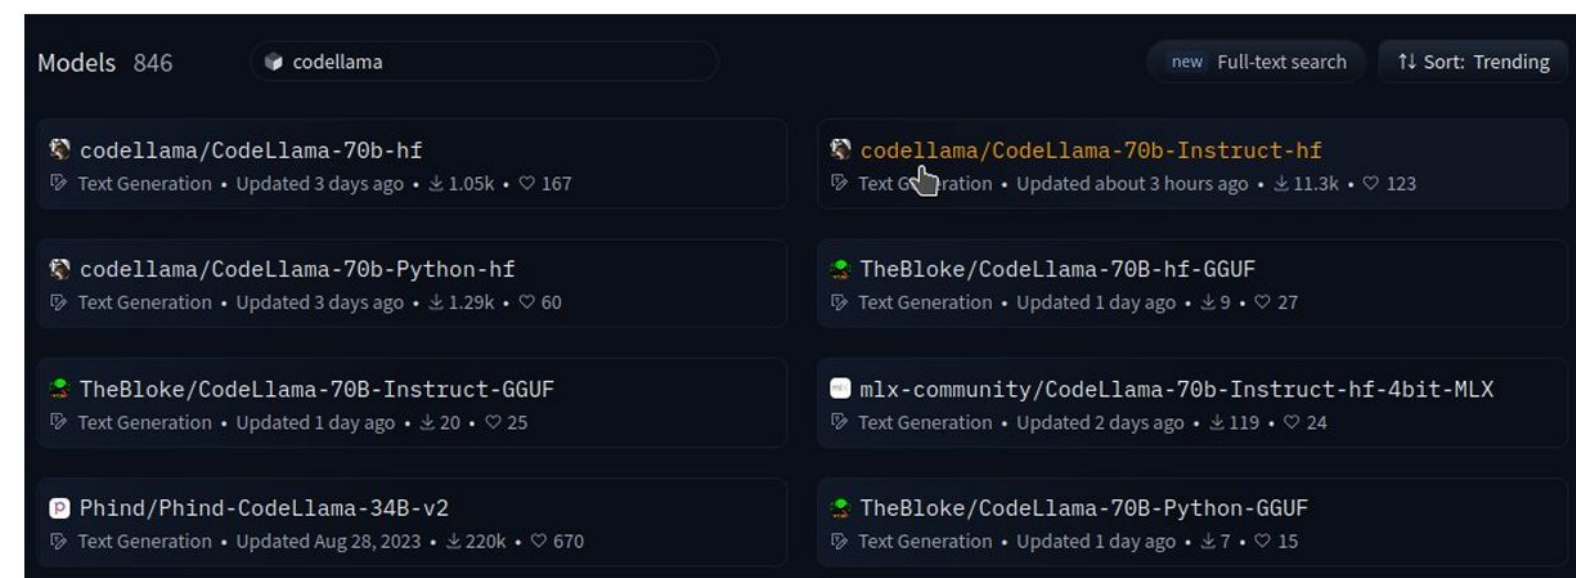 Models 846
codellama
new Full-text search
Sort: Trending
codellama/CodeLlama-70b-hf
Text Generation • Updated 3 days ago • 1.05k • 167
codellama/CodeLlama-70b-Instruct-hf
Text Generation • Updated about 3 hours ago • 11.3k • 123
codellama/CodeLlama-70b-Python-hf
Text Generation • Updated 3 days ago • 1.29k • 60
TheBloke/CodeLlama-70B-hf-GGUF
Text Generation • Updated 1 day ago • 9 • 27
TheBloke/CodeLlama-70B-Instruct-GGUF
Text Generation • Updated 1 day ago • 20 • 25
mlx-community/CodeLlama-70b-Instruct-hf-4bit-MLX
Text Generation • Updated 2 days ago • 119 • 24
Phind/Phind-CodeLlama-34B-v2
Text Generation • Updated Aug 28, 2023 • 220k • 670
TheBloke/CodeLlama-70B-Python-GGUF
Text Generation • Updated 1 day ago • 7 • 15